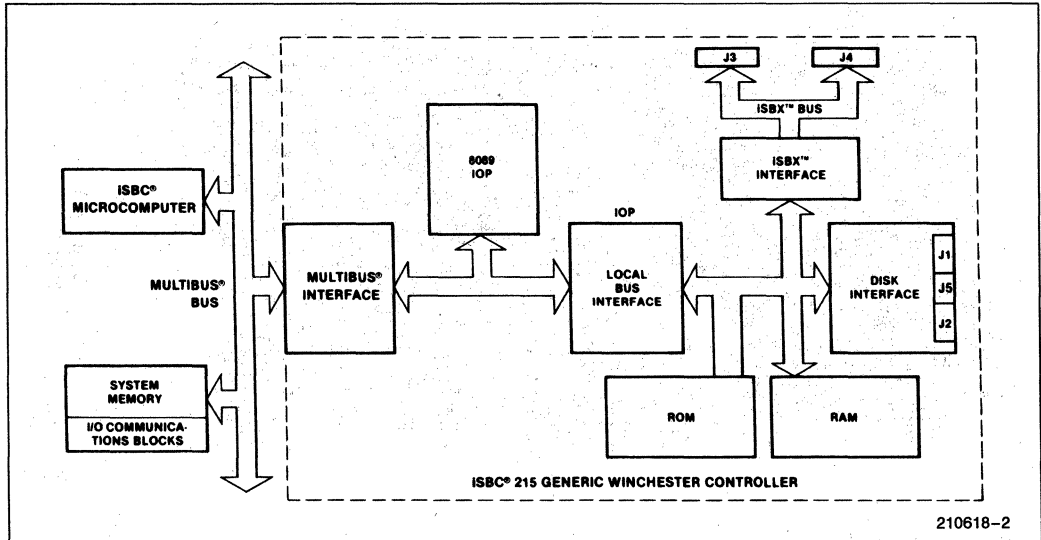 J3
J4
iSBX™ BUS
8089
IOP
iSBX™
INTERFACE
iSBC®
MICROCOMPUTER
IOP
MULTIBUS®
BUS
MULTIBUS®
INTERFACE
LOCAL
BUS
INTERFACE
DISK
INTERFACE
J1
J5
J2
SYSTEM
MEMORY
I/O COMMUNICA-
TIONS BLOCKS
ROM
RAM
iSBC® 215 GENERIC WINCHESTER CONTROLLER
210618-2